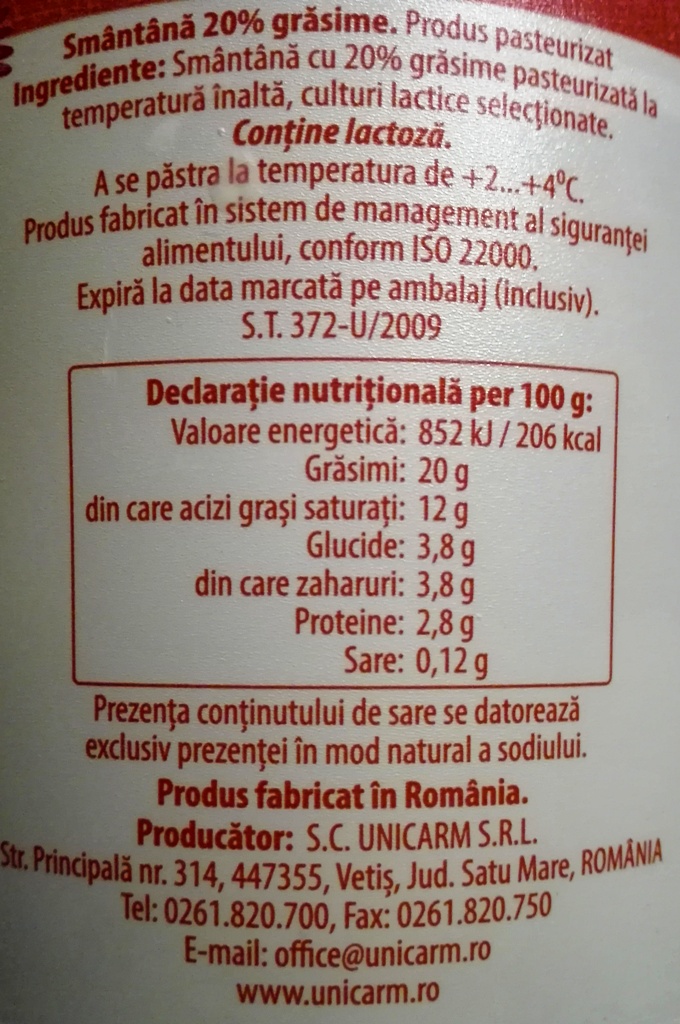 Smântână 20% grăsime. Produs pasteurizat
Ingrediente: Smântână cu 20% grăsime pasteurizată la
temperatură înaltă, culturi lactice selecționate.
Conține lactoză.
A se păstra la temperatura de +2...+4⁰C.
Produs fabricat în sistem de management al siguranței
alimentului, conform ISO 22000.
Expiră la data marcată pe ambalaj (inclusiv).
S.T. 372-U/2009
Declarație nutrițională per 100 g:
Valoare energetică: 852 kJ / 206 kcal
Grăsimi: 20 g
din care acizi grași saturați: 12 g
Glucide: 3,8 g
din care zaharuri: 3,8 g
Proteine: 2,8 g
Sare: 0,12 g
Prezența conținutului de sare se datorează
exclusiv prezenței în mod natural a sodiului.
Produs fabricat în România.
Producător: S.C. UNICARM S.R.L.
Str. Principală nr. 314, 447355, Vetiș, Jud. Satu Mare, ROMÂNIA
Tel: 0261.820.700, Fax: 0261.820.750
E-mail: office@unicarm.ro
www.unicarm.ro